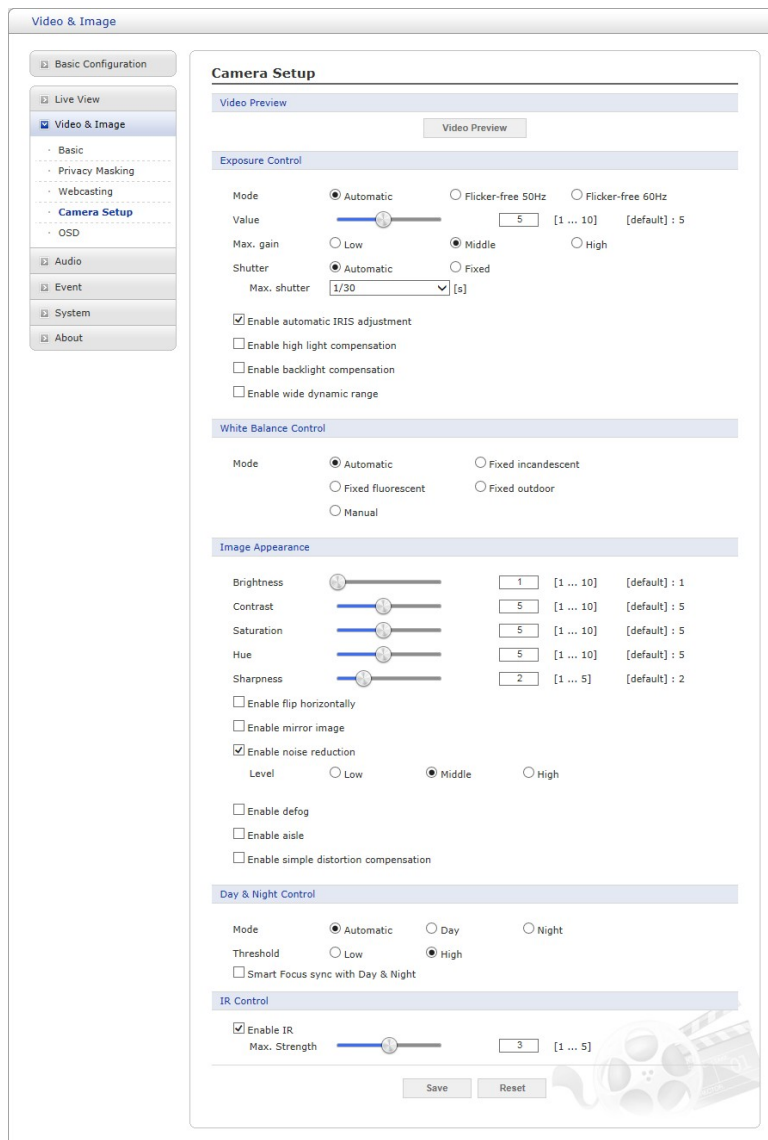 Video & Image
Basic Configuration
Live View
Video & Image
Basic
Privacy Masking
Webcasting
Camera Setup
OSD
Audio
Event
System
About
Camera Setup
Video Preview
Video Preview
Exposure Control
Mode Automatic Flicker-free 50Hz Flicker-free 60Hz
Value 5 [1 ... 10] [default] : 5
Max. gain Low Middle High
Shutter Automatic Fixed
Max. shutter 1/30 [s]
Enable automatic IRIS adjustment
Enable high light compensation
Enable backlight compensation
Enable wide dynamic range
White Balance Control
Mode Automatic Fixed incandescent
Fixed fluorescent Fixed outdoor
Manual
Image Appearance
Brightness 1 [1 ... 10] [default] : 1
Contrast 5 [1 ... 10] [default] : 5
Saturation 5 [1 ... 10] [default] : 5
Hue 5 [1 ... 10] [default] : 5
Sharpness 2 [1 ... 5] [default] : 2
Enable flip horizontally
Enable mirror image
Enable noise reduction
Level Low Middle High
Enable defog
Enable aisle
Enable simple distortion compensation
Day & Night Control
Mode Automatic Day Night
Threshold Low High
Smart Focus sync with Day & Night
IR Control
Enable IR
Max. Strength 3 [1 ... 5]
Save Reset